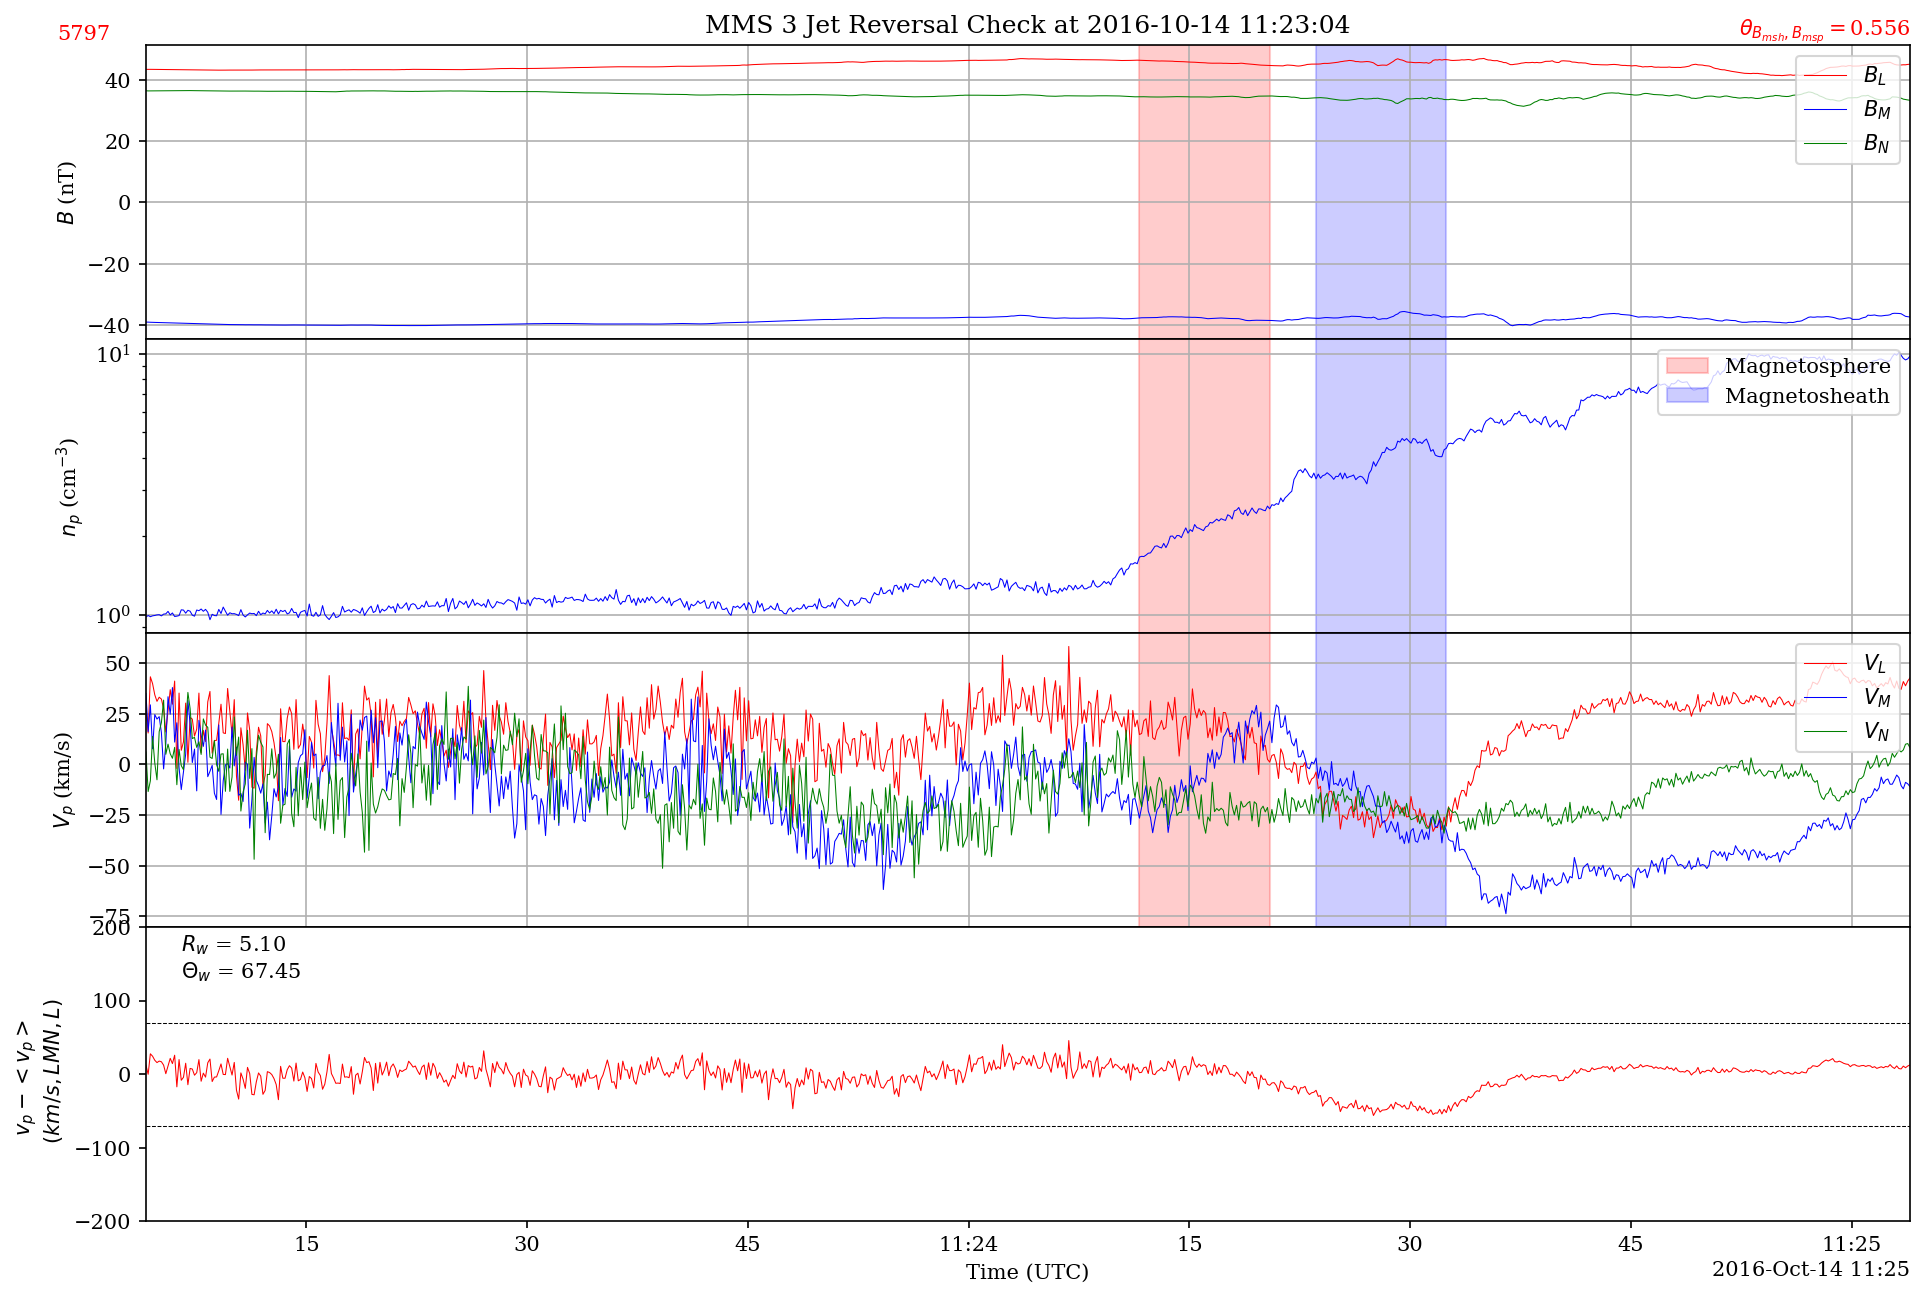 MMS 3 Jet Reversal Check at 2016-10-14 11:23:04
5797
θ_{B_{msh}, B_{msp}} = 0.556
B (nT)
40
20
0
−20
−40
B_L
B_M
B_N
n_p (cm^{−3})
10^1
10^0
Magnetosphere
Magnetosheath
V_p (km/s)
50
25
0
−25
−50
−75
V_L
V_M
V_N
v_p − < v_p >
(km/s, LMN, L)
200
100
0
−100
−200
R_w = 5.10
Θ_w = 67.45
15 30 45 11:24 15 30 45 11:25
Time (UTC)
2016-Oct-14 11:25